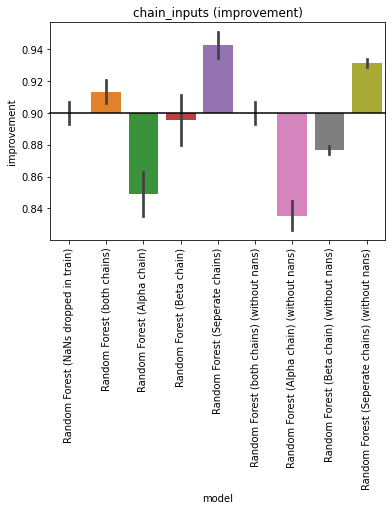 chain_inputs (improvement)
improvement
0.94
0.92
0.90
0.88
0.86
0.84
Random Forest (NaNs dropped in train)
Random Forest (both chains)
Random Forest (Alpha chain)
Random Forest (Beta chain)
Random Forest (Seperate chains)
Random Forest (both chains) (without nans)
Random Forest (Alpha chain) (without nans)
Random Forest (Beta chain) (without nans)
Random Forest (Seperate chains) (without nans)
model